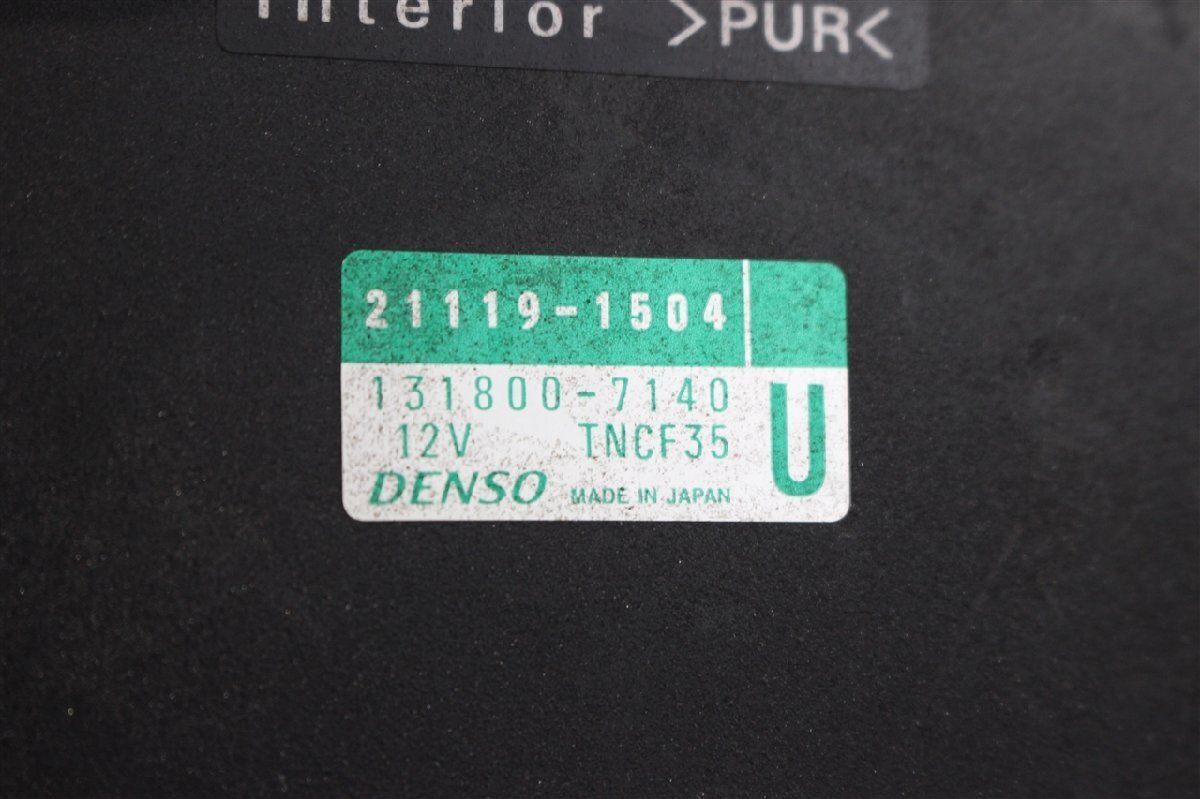 Interior >PUR<
21119-1504
131800-7140
12V TNCF35
U
DENSO MADE IN JAPAN